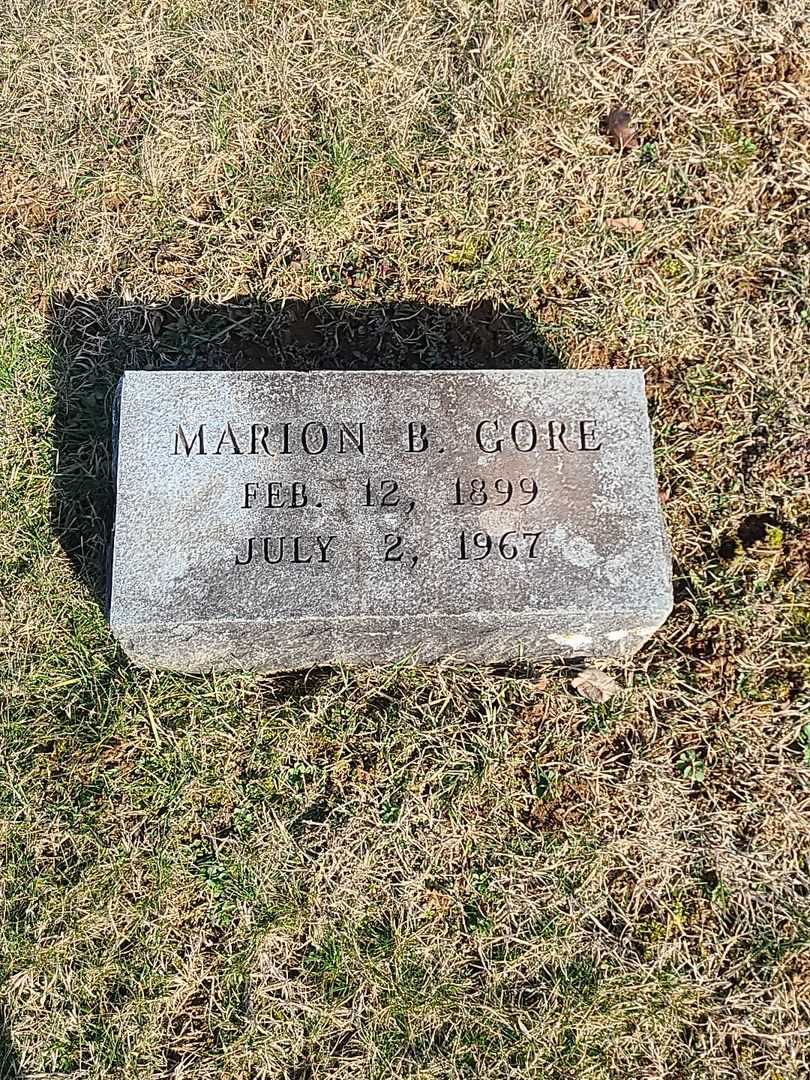 MARION B. GORE
FEB. 12, 1899
JULY 2, 1967